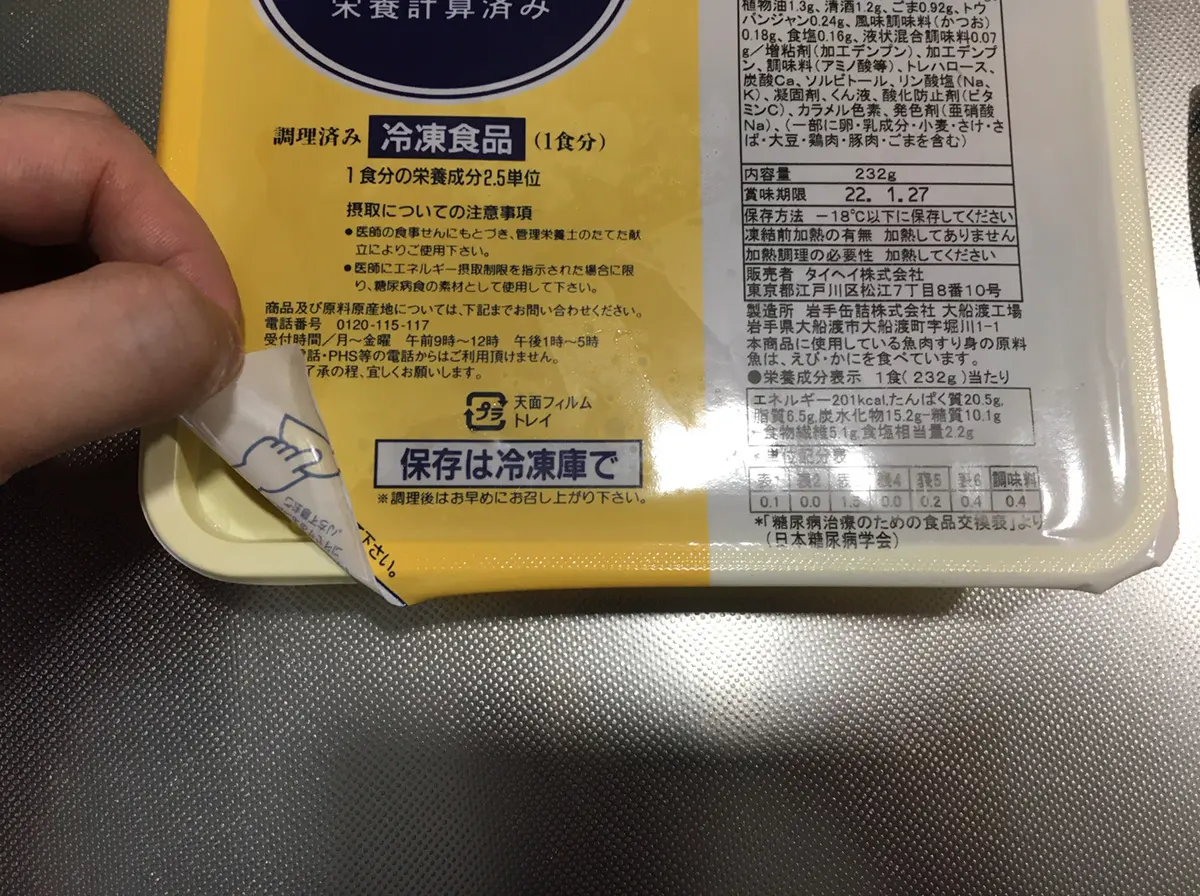 栄養計算済み
調理済み 冷凍食品 (1食分)
1食分の栄養成分2.5単位
摂取についての注意事項
●医師の食事せんにもとづき、管理栄養士のたてた献
立によりご使用下さい。
●医師にエネルギー摂取制限を指示された場合に限
り、糖尿病食の素材として使用して下さい。
商品及び原料原産地については、下記までお問い合わせください。
電話番号 0120-115-117
受付時間/月〜金曜 午前9時〜12時 午後1時〜5時
話・PHS等の電話からはご利用頂けません。
了承の程、宜しくお願いします。
プラ
天面フィルム
トレイ
保存は冷凍庫で
※調理後はお早めにお召し上がり下さい。
下さい。
植物油1.3g、清酒1.2g、ごま0.92g、トウ
バンジャン0.24g、風味調味料(かつお)
0.18g、食塩0.16g、液状混合調味料0.07
g/増粘剤(加工デンプン)、加工デンプ
ン、調味料(アミノ酸等)、トレハロース、
炭酸Ca、ソルビトール、リン酸塩(Na、
K)、凝固剤、くん液、酸化防止剤(ビタ
ミンC)、カラメル色素、発色剤(亜硝酸
Na)、(一部に卵・乳成分・小麦・さけ・さ
ば・大豆・鶏肉・豚肉・ごまを含む)
内容量 232g
賞味期限 22. 1.27
保存方法 −18℃以下に保存してください
凍結前加熱の有無 加熱してありません
加熱調理の必要性 加熱してください
販売者 タイヘイ株式会社
東京都江戸川区松江7丁目8番10号
製造所 岩手缶詰株式会社 大船渡工場
岩手県大船渡市大船渡町字堀川1-1
本商品に使用している魚肉すり身の原料
魚は、えび・かにを食べています。
●栄養成分表示 1食(232g)当たり
エネルギー201kcal,たんぱく質20.5g,
脂質6.5g,炭水化物15.2g−糖質10.1g
食物繊維5.1g,食塩相当量2.2g
単位配分表
表1 表2 表4 表5 表6 調味料
0.1 0.0 1.5 0.0 0.2 0.4 0.4
*「糖尿病治療のための食品交換表」より
(日本糖尿病学会)